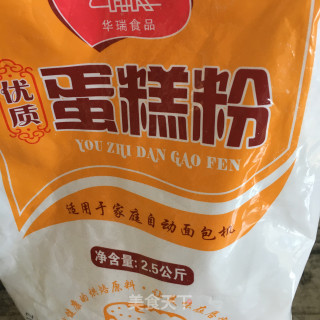 华瑞食品
优质
蛋糕粉
YOU ZHI DAN GAO FEN
适用于家庭自动面包机
净含量:2.5公斤
美食天下